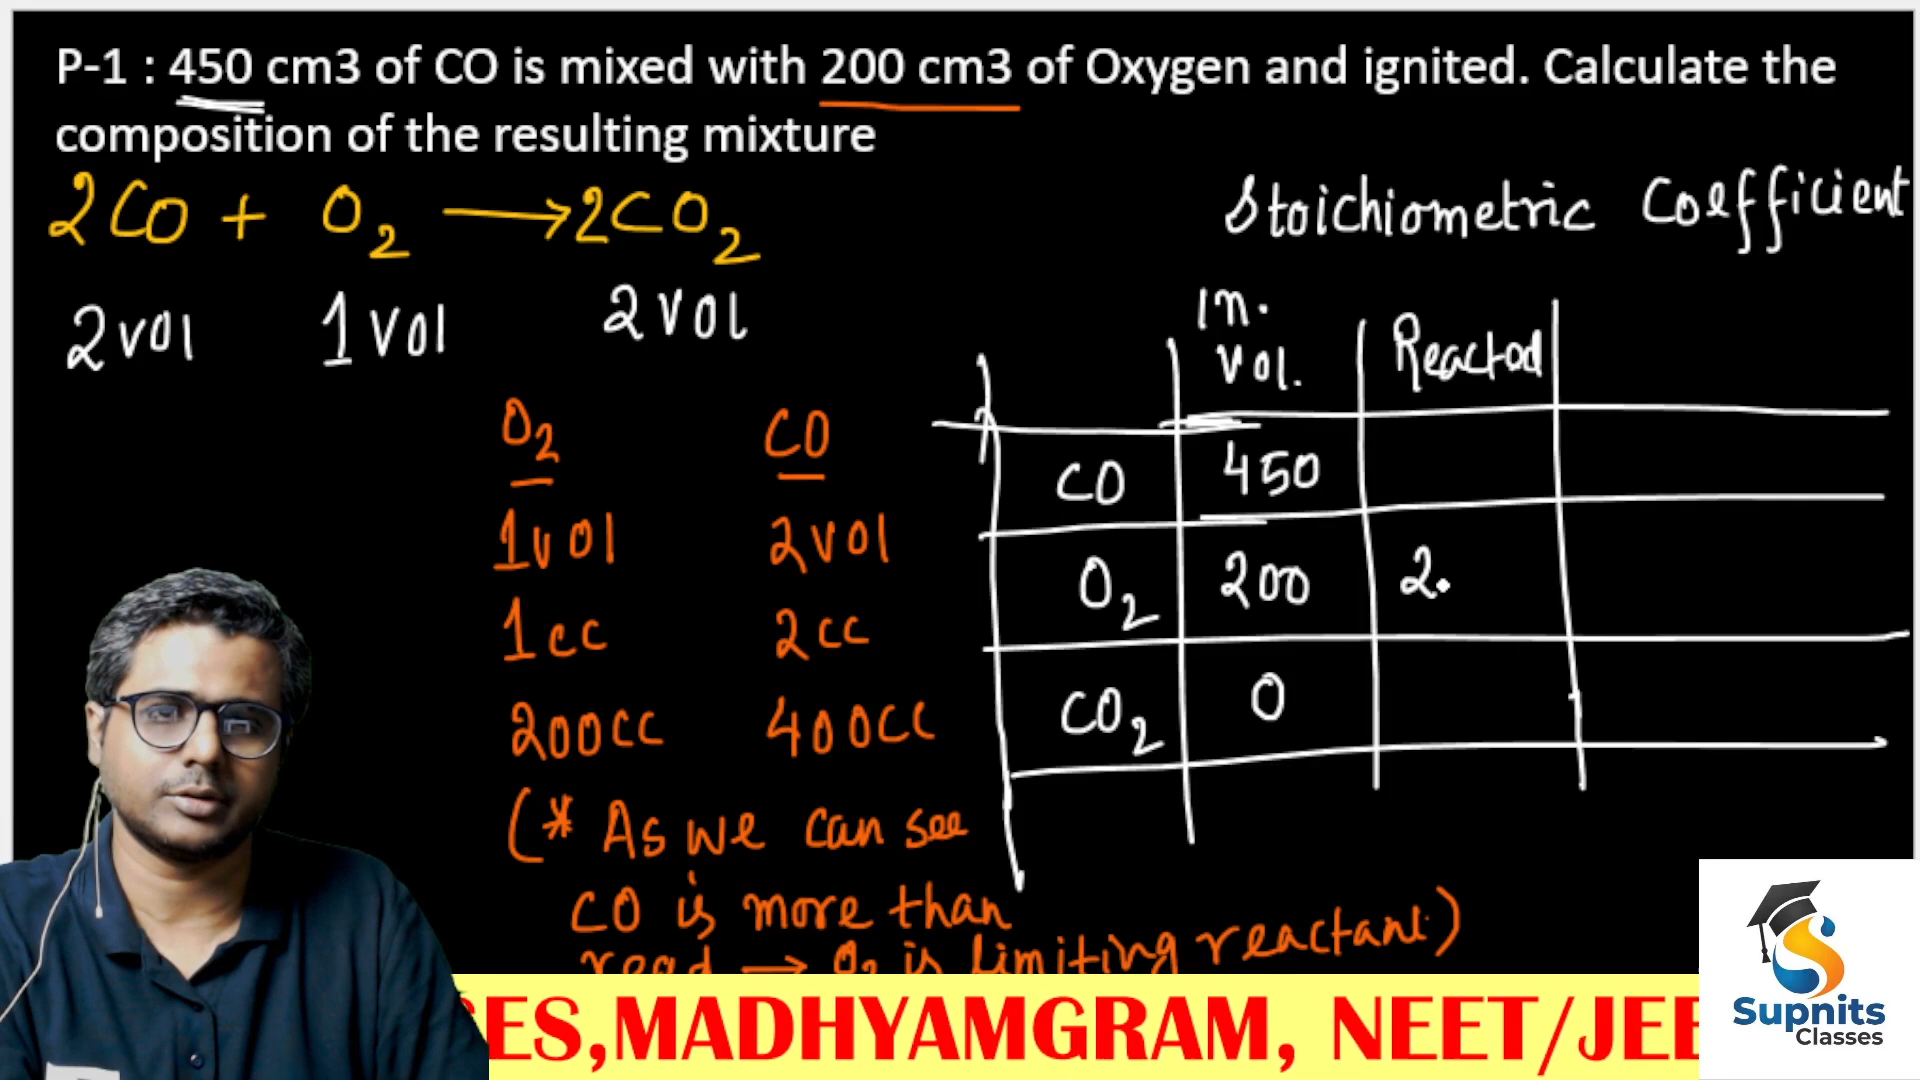 P-1 : 450 cm3 of CO is mixed with 200 cm3 of Oxygen and ignited. Calculate the
composition of the resulting mixture
2CO + O2 → 2CO2
2vol 1vol 2vol
Stoichiometric Coefficient
In. Vol. Reacted
CO 450
O2 200 2.
CO2 0
O2 CO
1vol 2vol
1cc 2cc
200cc 400cc
(* As we can see
CO is more than
→ O2 is limiting reactant.)
SES,MADHYAMGRAM, NEET/JEE
Supnits
Classes